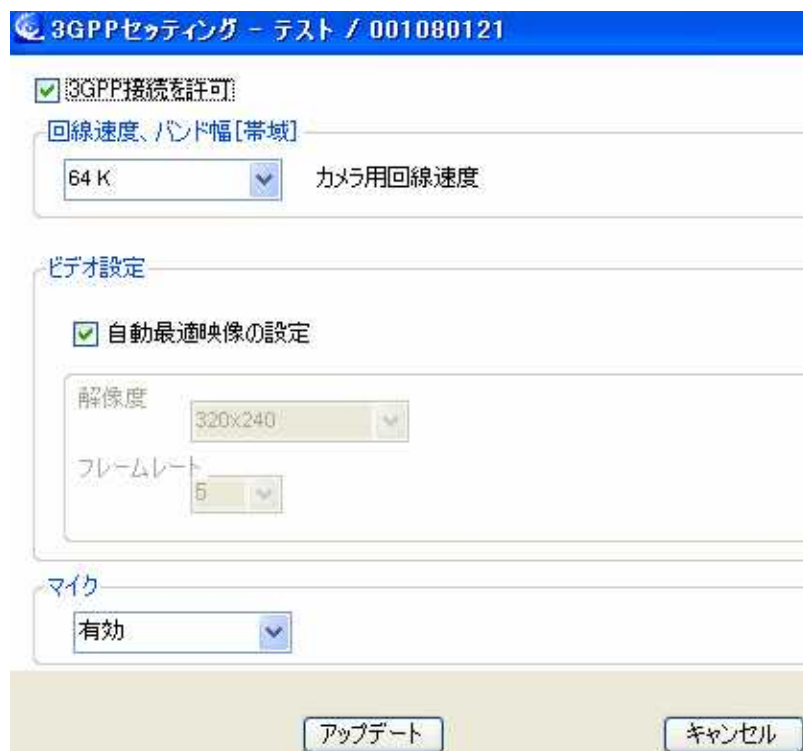 3GPPセッティング - テスト / 001080121
3GPP接続を許可
回線速度、バンド幅[帯域]
64 K カメラ用回線速度
ビデオ設定
自動最適映像の設定
解像度
320x240
フレームレート
5
マイク
有効
アップデート キャンセル